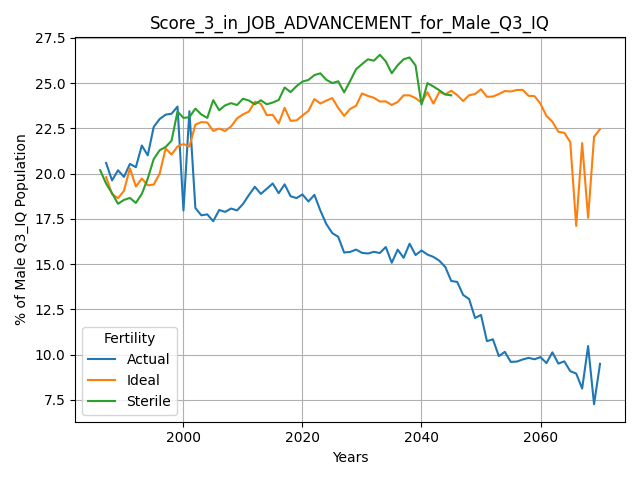 Score_3_in_JOB_ADVANCEMENT_for_Male_Q3_IQ
% of Male Q3_IQ Population
27.5
25.0
22.5
20.0
17.5
15.0
12.5
10.0
7.5
Fertility
Actual
Ideal
Sterile
2000 2020 2040 2060
Years